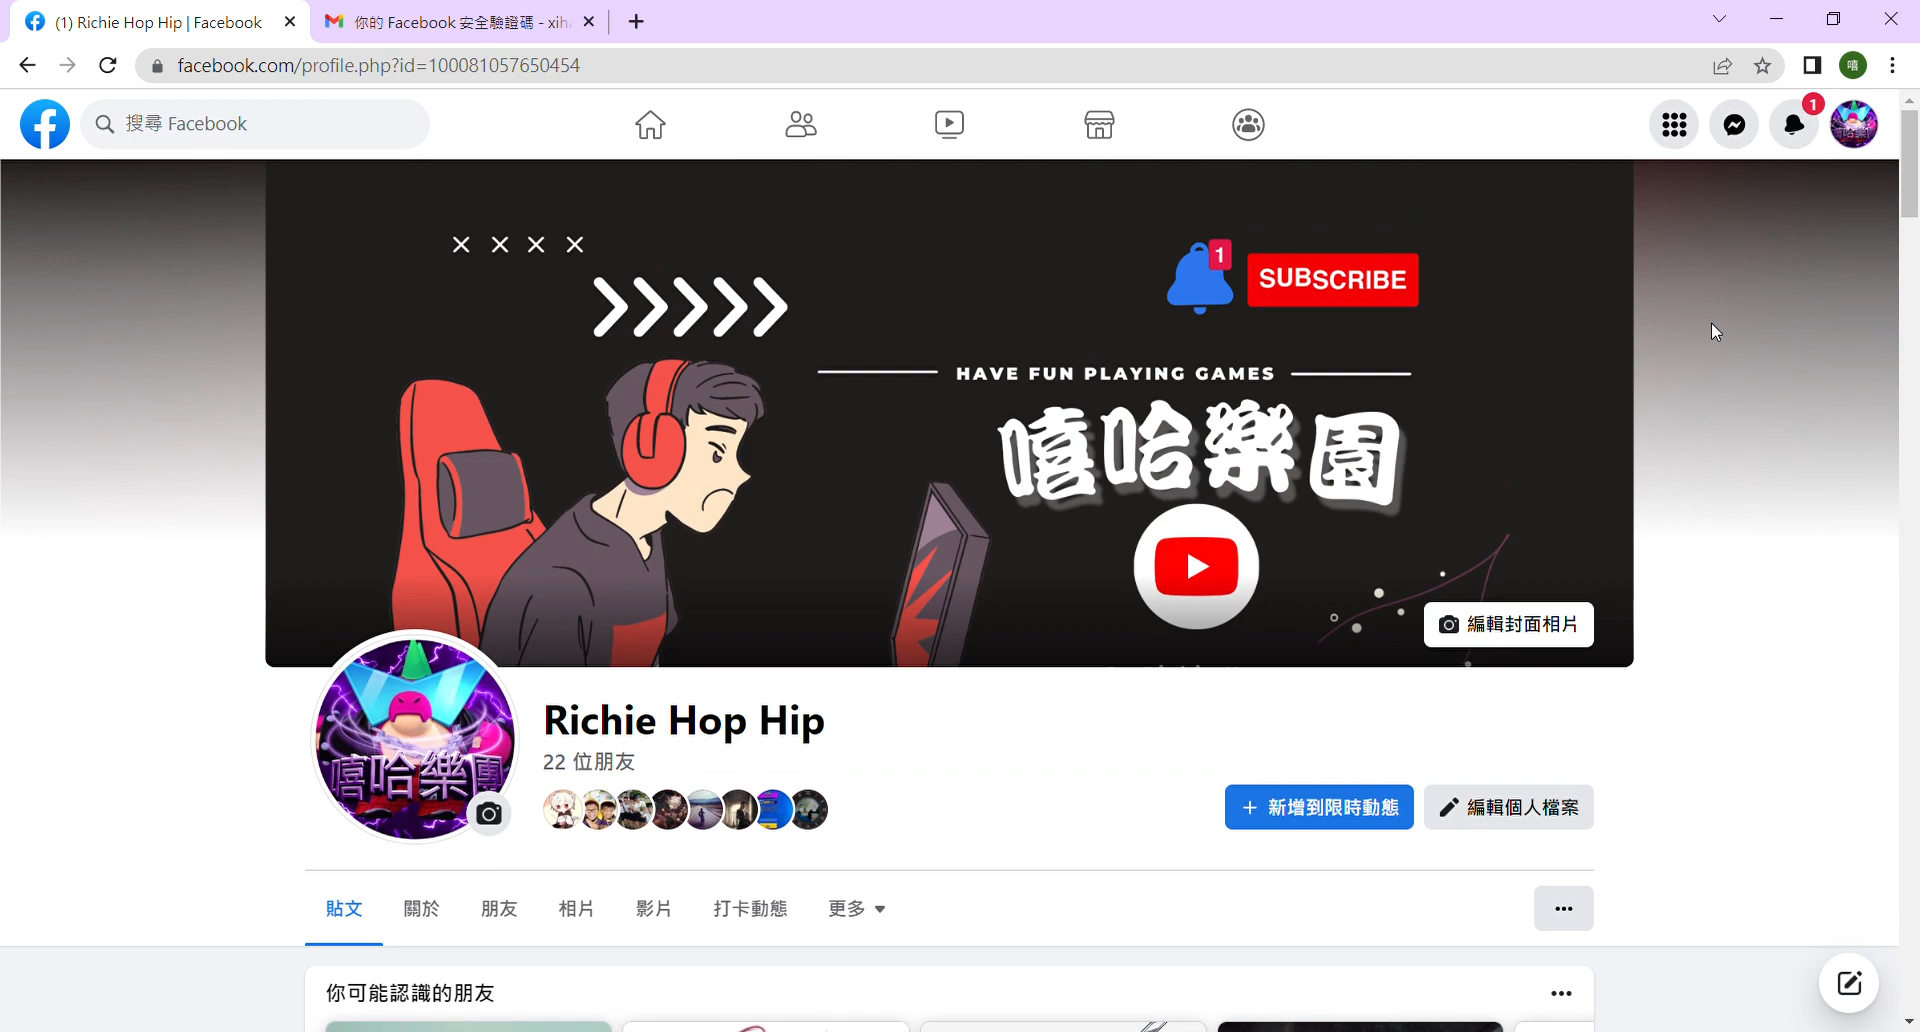 (1) Richie Hop Hip | Facebook
你的 Facebook 安全驗證碼 - xih
facebook.com/profile.php?id=100081057650454
嘻
搜尋 Facebook
1
1
SUBSCRIBE
HAVE FUN PLAYING GAMES
嘻哈樂園
編輯封面相片
嘻哈樂園
Richie Hop Hip
22 位朋友
+ 新增到限時動態
編輯個人檔案
貼文
關於
朋友
相片
影片
打卡動態
更多
你可能認識的朋友